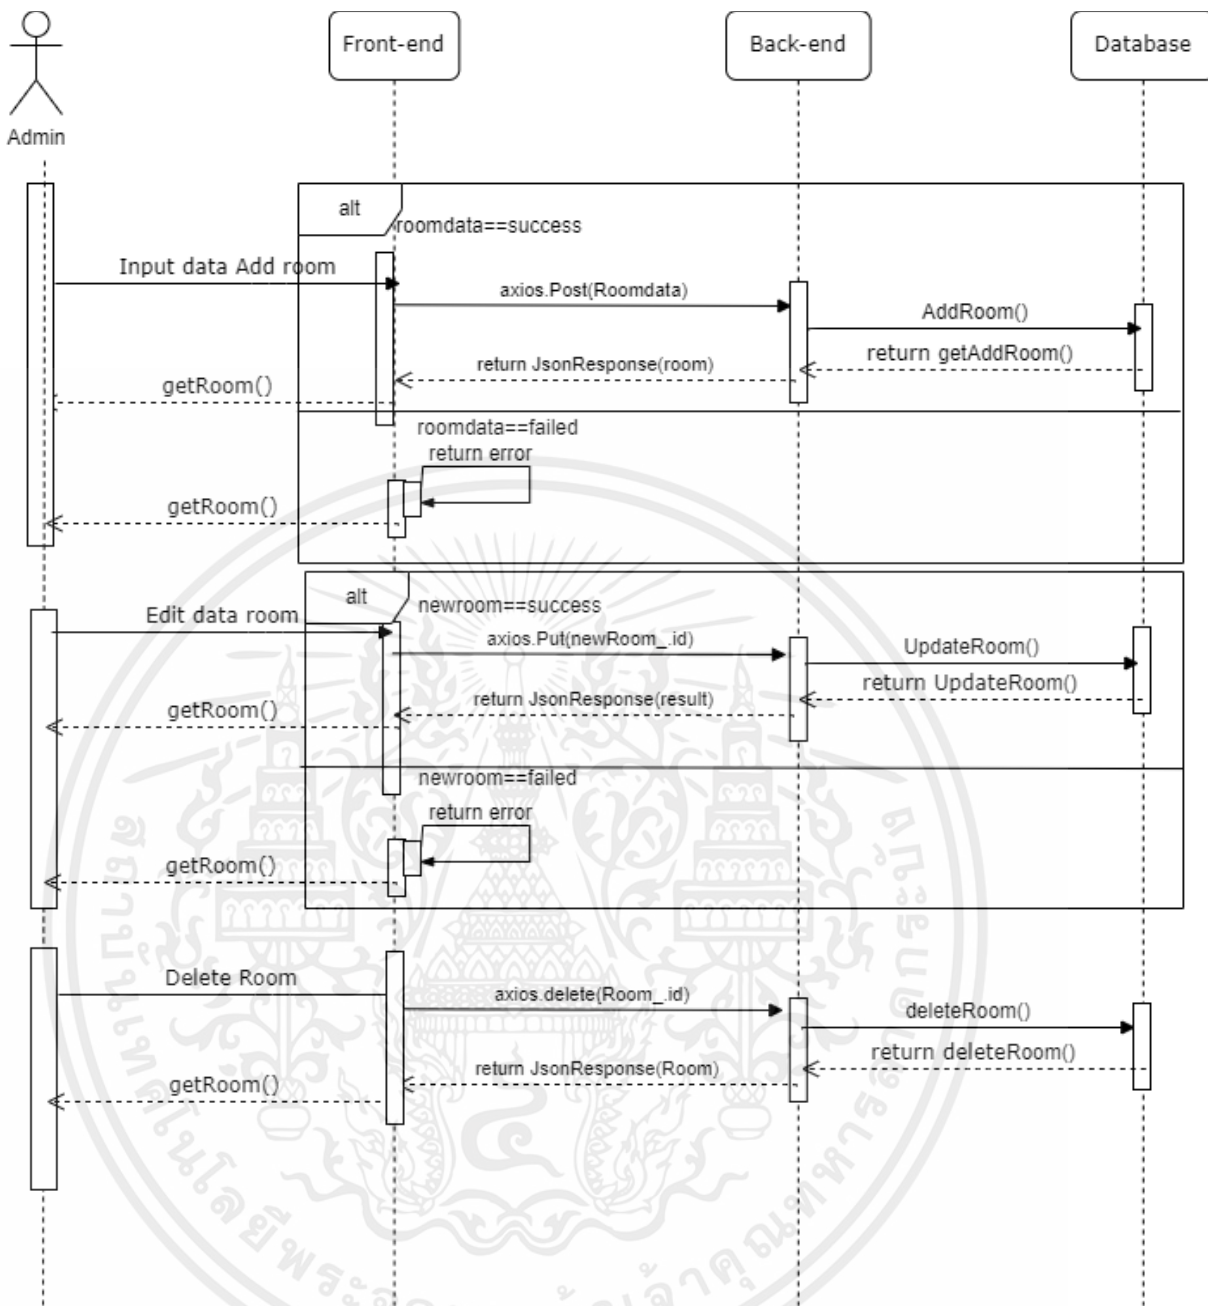 Front-end
Back-end
Database
Admin
alt
roomdata==success
Input data Add room
axios.Post(Roomdata)
AddRoom()
return getAddRoom()
return JsonResponse(room)
getRoom()
roomdata==failed
return error
getRoom()
alt
newroom==success
Edit data room
axios.Put(newRoom_.id)
UpdateRoom()
return UpdateRoom()
return JsonResponse(result)
getRoom()
newroom==failed
return error
getRoom()
Delete Room
axios.delete(Room_.id)
deleteRoom()
return deleteRoom()
return JsonResponse(Room)
getRoom()